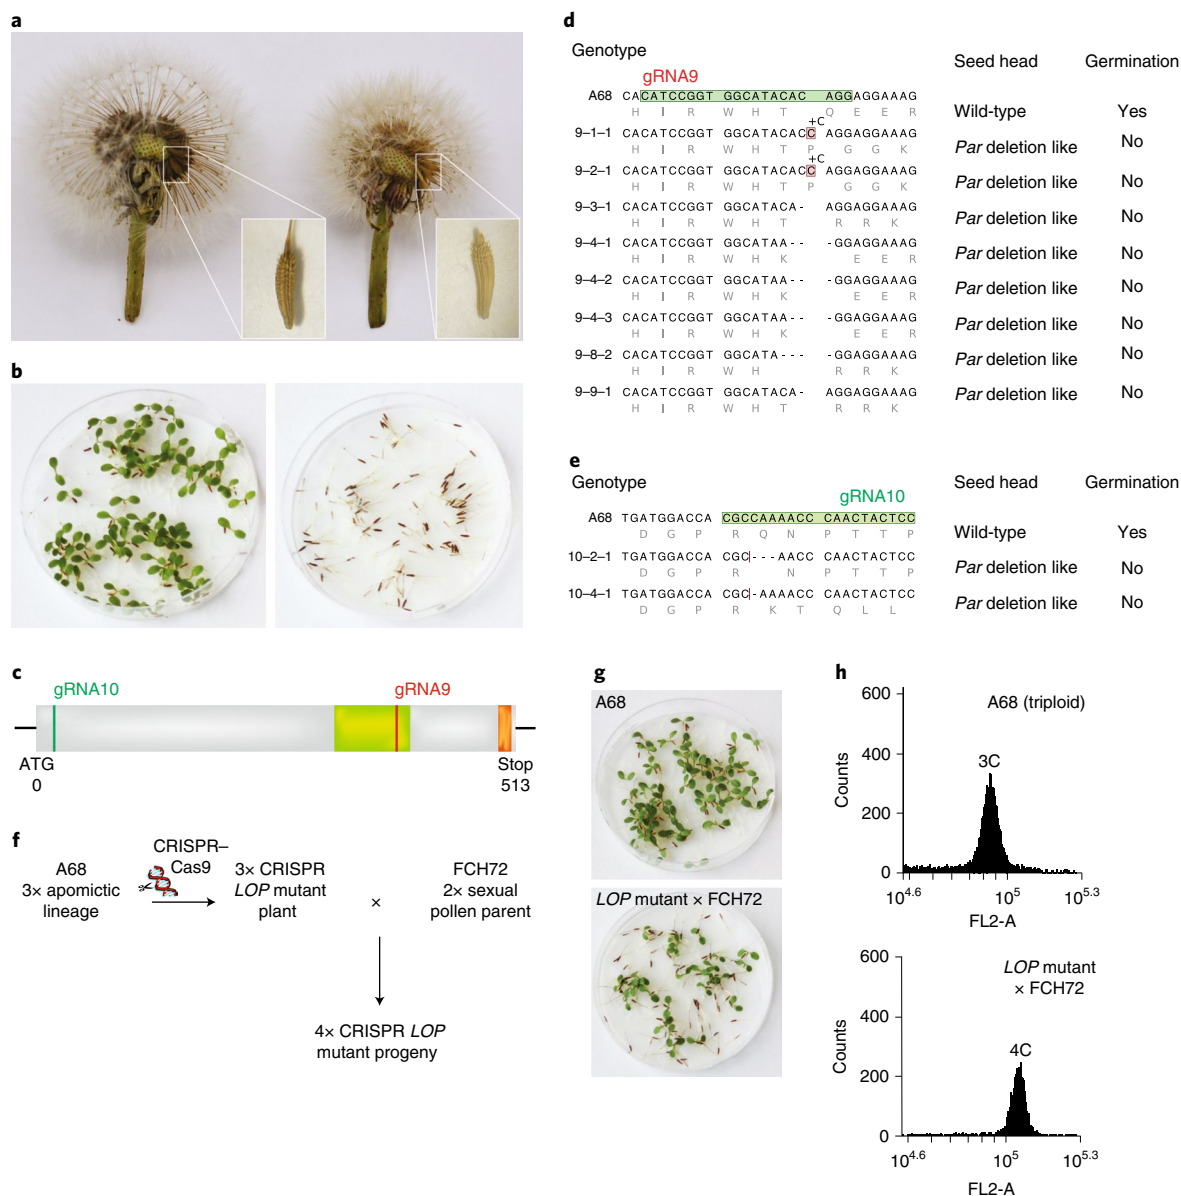 a
b
c
gRNA10 gRNA9
ATG Stop
0 513
d
Genotype Seed head Germination
gRNA9
A68 CACATCCGGT GGCATACAC AGGAGGAAAG Wild-type Yes
H I R W H T Q E E R
+C
9–1–1 CACATCCGGT GGCATACACC AGGAGGAAAG Par deletion like No
H I R W H T P G G K
+C
9–2–1 CACATCCGGT GGCATACACC AGGAGGAAAG Par deletion like No
H I R W H T P G G K
9–3–1 CACATCCGGT GGCATACA- AGGAGGAAAG Par deletion like No
H I R W H T R R K
9–4–1 CACATCCGGT GGCATAA-- -GGAGGAAAG Par deletion like No
H I R W H K E E R
9–4–2 CACATCCGGT GGCATAA-- -GGAGGAAAG Par deletion like No
H I R W H K E E R
9–4–3 CACATCCGGT GGCATAA-- -GGAGGAAAG Par deletion like No
H I R W H K E E R
9–8–2 CACATCCGGT GGCATA--- -GGAGGAAAG Par deletion like No
H I R W H R R K
9–9–1 CACATCCGGT GGCATACA- AGGAGGAAAG Par deletion like No
H I R W H T R R K
e
Genotype Seed head Germination
gRNA10
A68 TGATGGACCA CGCCAAAACC CAACTACTCC Wild-type Yes
D G P R Q N P T T P
10–2–1 TGATGGACCA CGC|---AACC CAACTACTCC Par deletion like No
D G P R N P T T P
10–4–1 TGATGGACCA CGC|-AAAACC CAACTACTCC Par deletion like No
D G P R K T Q L L
f
A68
3× apomictic
lineage
CRISPR–
Cas9
3× CRISPR
LOP mutant
plant
×
FCH72
2× sexual
pollen parent
4× CRISPR LOP
mutant progeny
g
A68
LOP mutant × FCH72
h
A68 (triploid)
3C
Counts
600
400
200
0
10^4.6 10^5 10^5.3
FL2-A
LOP mutant
× FCH72
4C
Counts
600
400
200
0
10^4.6 10^5 10^5.3
FL2-A